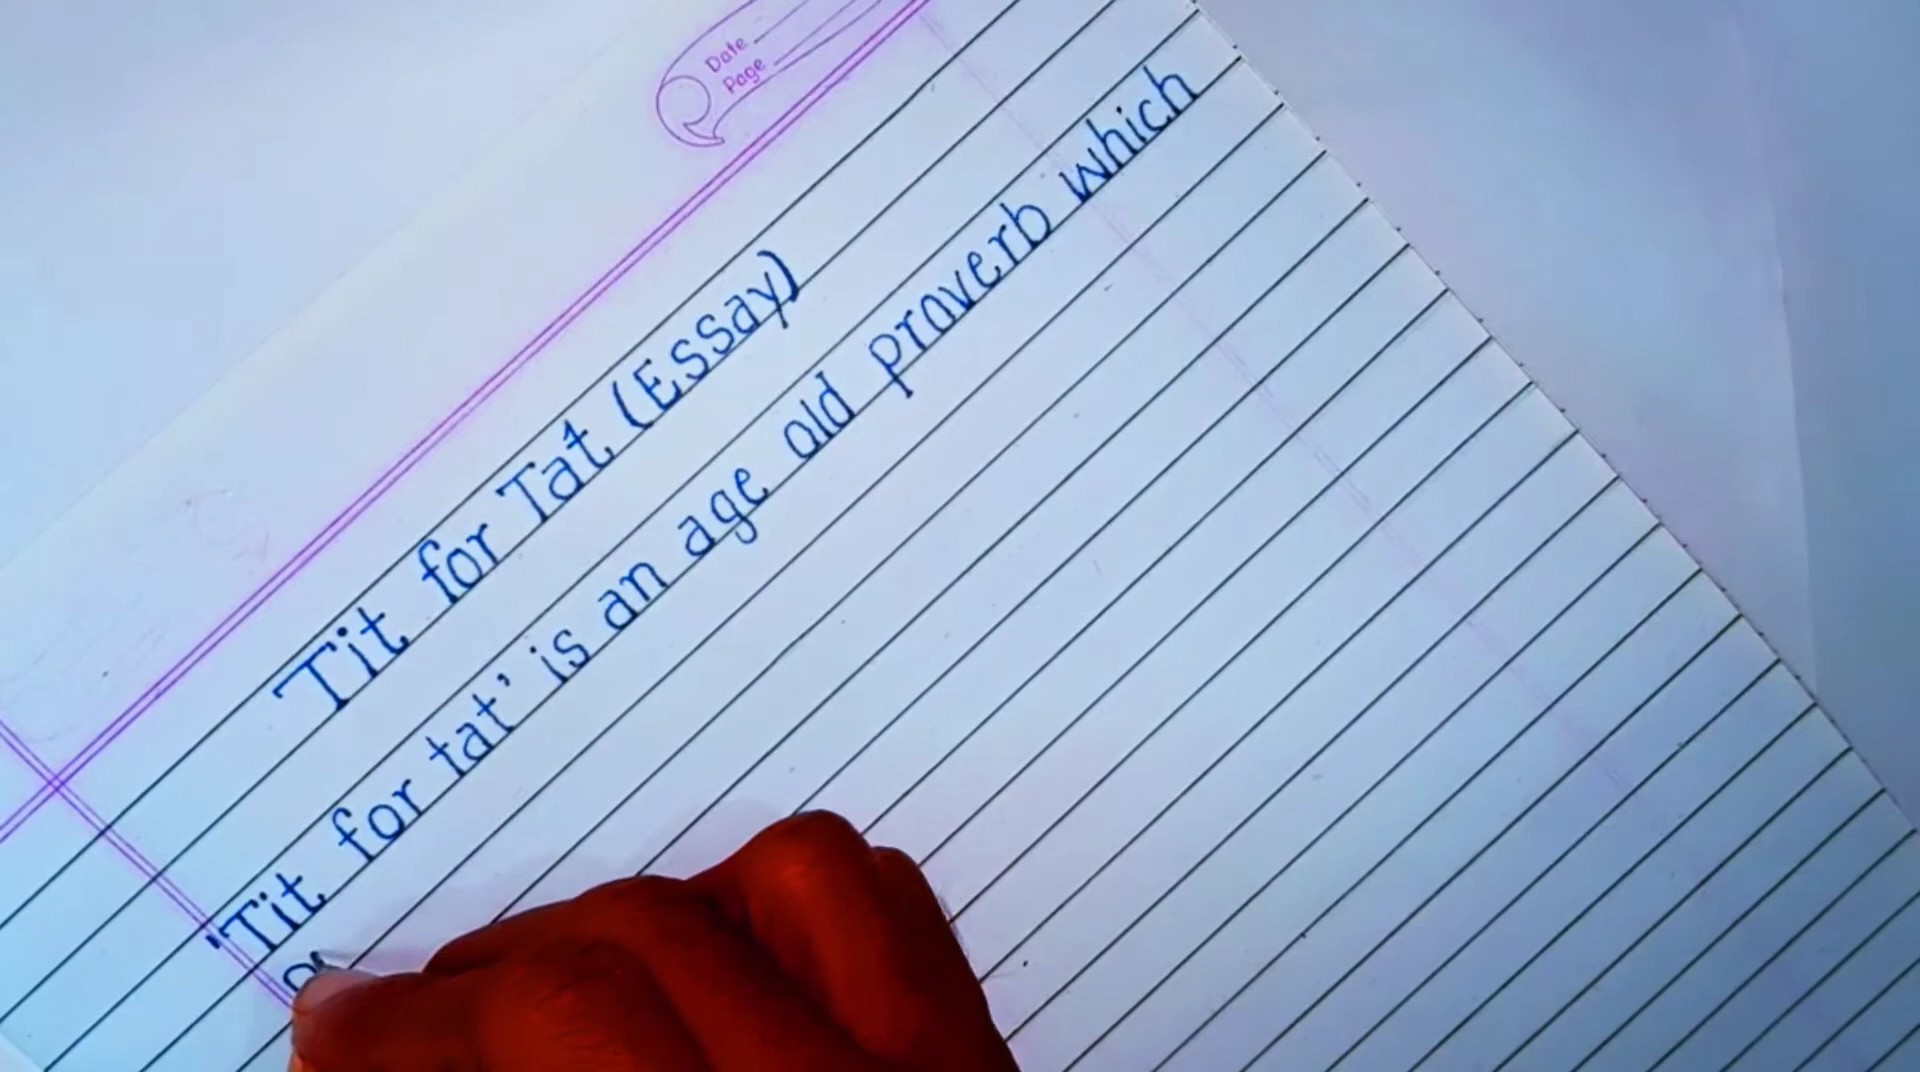 Date
Page
Tit for Tat (Essay)
'Tit for tat' is an age old proverb which